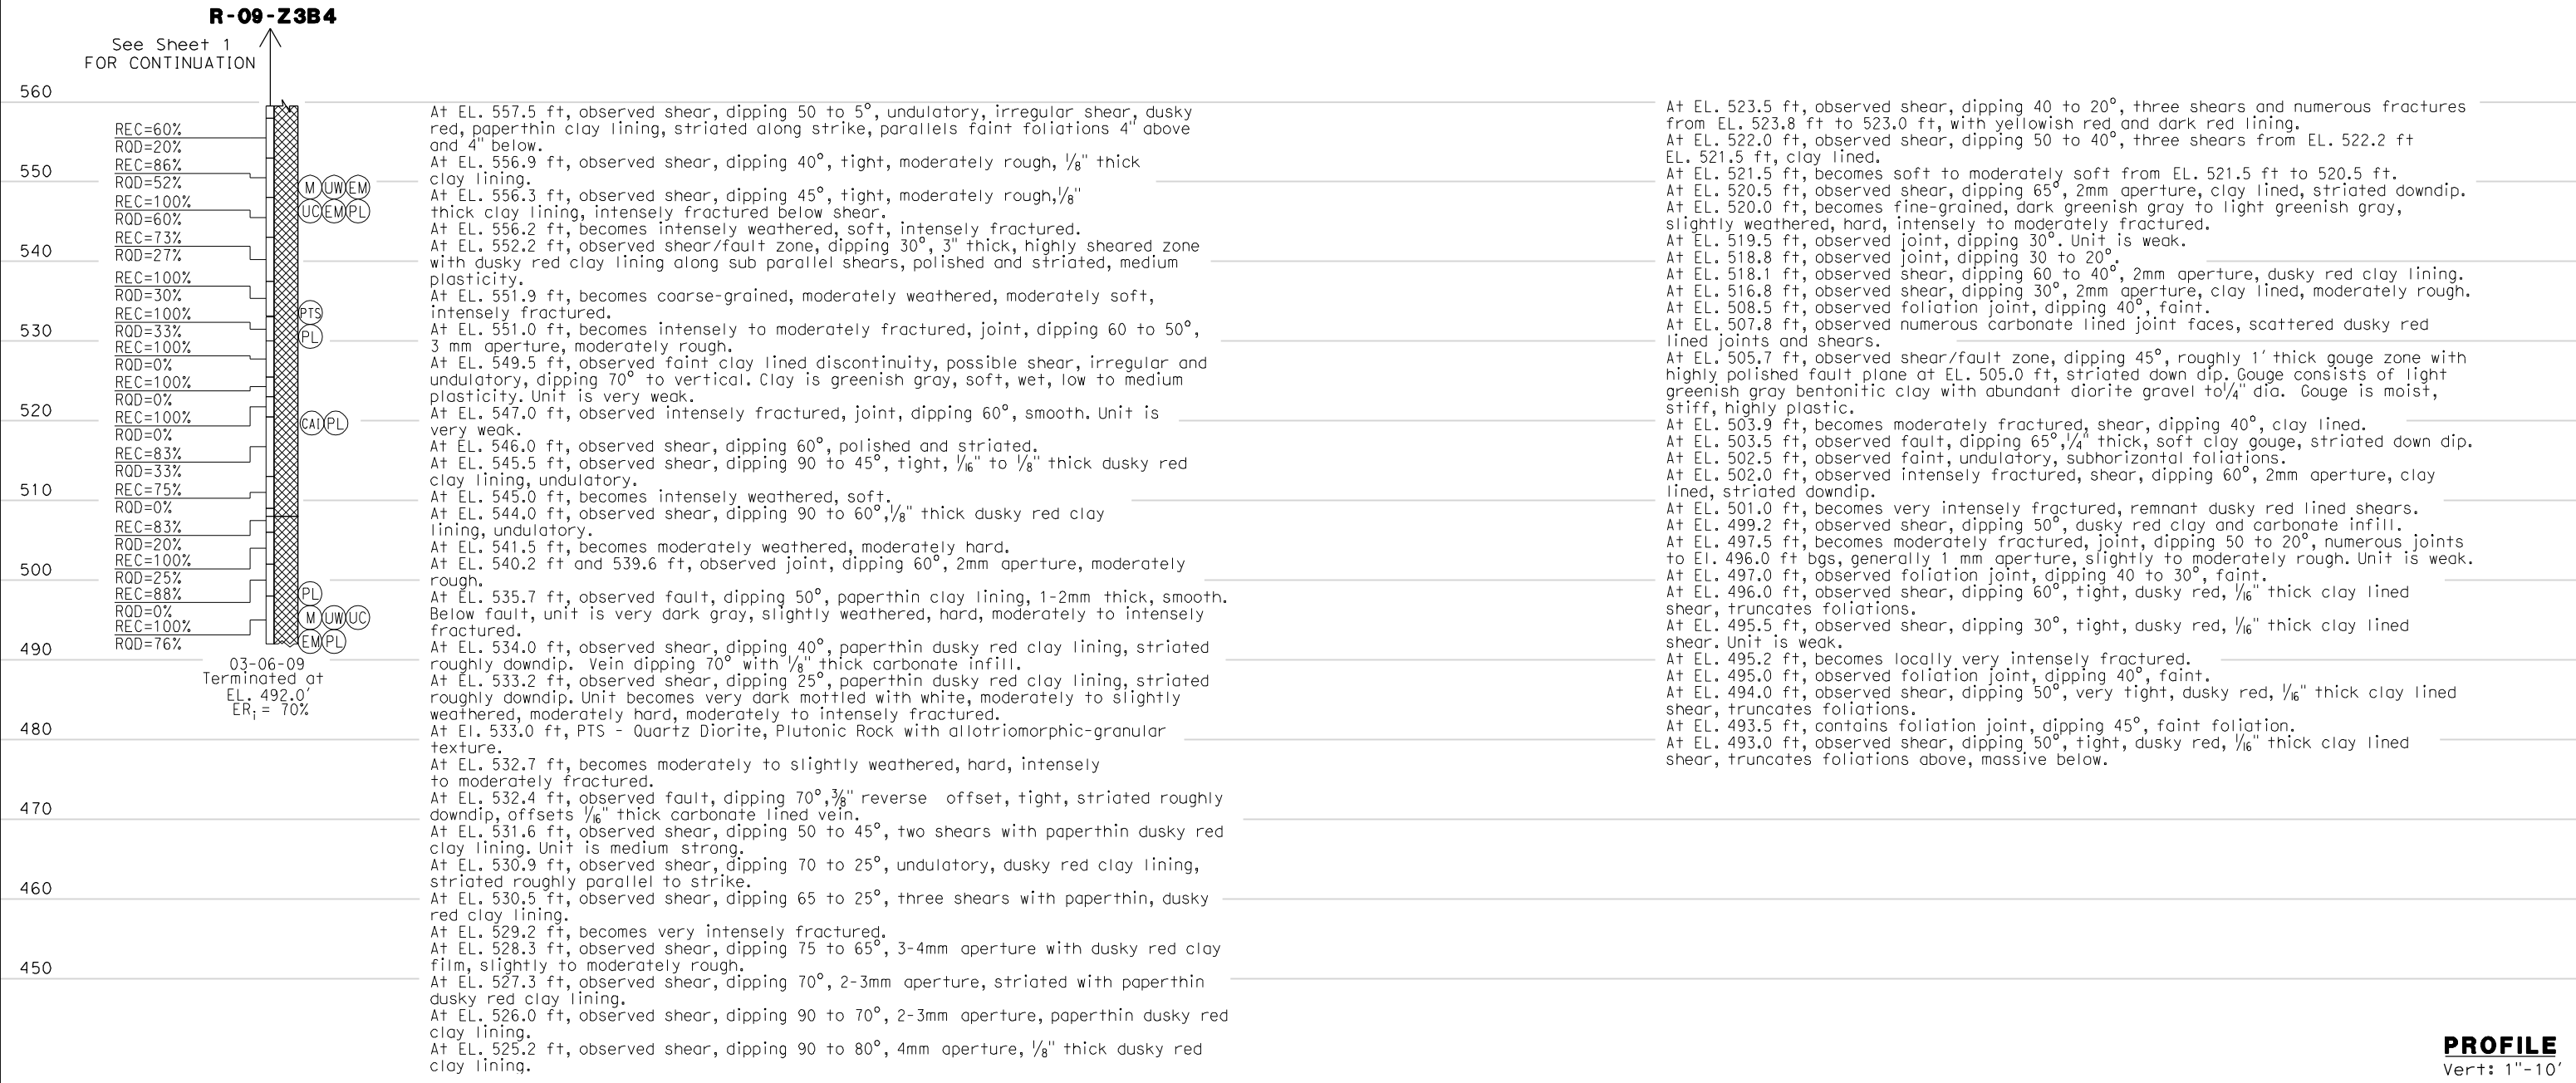 R-09-Z3B4
See Sheet 1
FOR CONTINUATION
560
550
540
530
520
510
500
490
480
470
460
450
REC=60%
RQD=20%
REC=86%
RQD=52%
REC=100%
RQD=60%
REC=73%
RQD=27%
REC=100%
RQD=30%
REC=100%
RQD=33%
REC=100%
RQD=0%
REC=100%
RQD=0%
REC=100%
RQD=0%
REC=83%
RQD=33%
REC=75%
RQD=0%
REC=83%
RQD=20%
REC=100%
RQD=25%
REC=88%
RQD=0%
REC=100%
RQD=76%
M UW EM
UC EM PL
PTS
PL
CAI PL
PL
M UW UC
EM PL
03-06-09
Terminated at
EL. 492.0'
ERi = 70%
At EL. 557.5 ft, observed shear, dipping 50 to 5°, undulatory, irregular shear, dusky
red, paperthin clay lining, striated along strike, parallels faint foliations 4" above
and 4" below.
At EL. 556.9 ft, observed shear, dipping 40°, tight, moderately rough, 1/8" thick
clay lining.
At EL. 556.3 ft, observed shear, dipping 45°, tight, moderately rough,1/8"
thick clay lining, intensely fractured below shear.
At EL. 556.2 ft, becomes intensely weathered, soft, intensely fractured.
At EL. 552.2 ft, observed shear/fault zone, dipping 30°, 3" thick, highly sheared zone
with dusky red clay lining along sub parallel shears, polished and striated, medium
plasticity.
At EL. 551.9 ft, becomes coarse-grained, moderately weathered, moderately soft,
intensely fractured.
At EL. 551.0 ft, becomes intensely to moderately fractured, joint, dipping 60 to 50°,
3 mm aperture, moderately rough.
At EL. 549.5 ft, observed faint clay lined discontinuity, possible shear, irregular and
undulatory, dipping 70° to vertical. Clay is greenish gray, soft, wet, low to medium
plasticity. Unit is very weak.
At EL. 547.0 ft, observed intensely fractured, joint, dipping 60°, smooth. Unit is
very weak.
At EL. 546.0 ft, observed shear, dipping 60°, polished and striated.
At EL. 545.5 ft, observed shear, dipping 90 to 45°, tight, 1/16" to 1/8" thick dusky red
clay lining, undulatory.
At EL. 545.0 ft, becomes intensely weathered, soft.
At EL. 544.0 ft, observed shear, dipping 90 to 60°,1/8" thick dusky red clay
lining, undulatory.
At EL. 541.5 ft, becomes moderately weathered, moderately hard.
At EL. 540.2 ft and 539.6 ft, observed joint, dipping 60°, 2mm aperture, moderately
rough.
At EL. 535.7 ft, observed fault, dipping 50°, paperthin clay lining, 1-2mm thick, smooth.
Below fault, unit is very dark gray, slightly weathered, hard, moderately to intensely
fractured.
At EL. 534.0 ft, observed shear, dipping 40°, paperthin dusky red clay lining, striated
roughly downdip. Vein dipping 70° with 1/8" thick carbonate infill.
At EL. 533.2 ft, observed shear, dipping 25°, paperthin dusky red clay lining, striated
roughly downdip. Unit becomes very dark mottled with white, moderately to slightly
weathered, moderately hard, moderately to intensely fractured.
At El. 533.0 ft, PTS - Quartz Diorite, Plutonic Rock with allotriomorphic-granular
texture.
At EL. 532.7 ft, becomes moderately to slightly weathered, hard, intensely
to moderately fractured.
At EL. 532.4 ft, observed fault, dipping 70°,3/8" reverse offset, tight, striated roughly
downdip, offsets 1/16" thick carbonate lined vein.
At EL. 531.6 ft, observed shear, dipping 50 to 45°, two shears with paperthin dusky red
clay lining. Unit is medium strong.
At EL. 530.9 ft, observed shear, dipping 70 to 25°, undulatory, dusky red clay lining,
striated roughly parallel to strike.
At EL. 530.5 ft, observed shear, dipping 65 to 25°, three shears with paperthin, dusky
red clay lining.
At EL. 529.2 ft, becomes very intensely fractured.
At EL. 528.3 ft, observed shear, dipping 75 to 65°, 3-4mm aperture with dusky red clay
film, slightly to moderately rough.
At EL. 527.3 ft, observed shear, dipping 70°, 2-3mm aperture, striated with paperthin
dusky red clay lining.
At EL. 526.0 ft, observed shear, dipping 90 to 70°, 2-3mm aperture, paperthin dusky red
clay lining.
At EL. 525.2 ft, observed shear, dipping 90 to 80°, 4mm aperture, 1/8" thick dusky red
clay lining.
At EL. 523.5 ft, observed shear, dipping 40 to 20°, three shears and numerous fractures
from EL. 523.8 ft to 523.0 ft, with yellowish red and dark red lining.
At EL. 522.0 ft, observed shear, dipping 50 to 40°, three shears from EL. 522.2 ft
EL. 521.5 ft, clay lined.
At EL. 521.5 ft, becomes soft to moderately soft from EL. 521.5 ft to 520.5 ft.
At EL. 520.5 ft, observed shear, dipping 65°, 2mm aperture, clay lined, striated downdip.
At EL. 520.0 ft, becomes fine-grained, dark greenish gray to light greenish gray,
slightly weathered, hard, intensely to moderately fractured.
At EL. 519.5 ft, observed joint, dipping 30°. Unit is weak.
At EL. 518.8 ft, observed joint, dipping 30 to 20°.
At EL. 518.1 ft, observed shear, dipping 60 to 40°, 2mm aperture, dusky red clay lining.
At EL. 516.8 ft, observed shear, dipping 30°, 2mm aperture, clay lined, moderately rough.
At EL. 508.5 ft, observed foliation joint, dipping 40°, faint.
At EL. 507.8 ft, observed numerous carbonate lined joint faces, scattered dusky red
lined joints and shears.
At EL. 505.7 ft, observed shear/fault zone, dipping 45°, roughly 1' thick gouge zone with
highly polished fault plane at EL. 505.0 ft, striated down dip. Gouge consists of light
greenish gray bentonitic clay with abundant diorite gravel to1/4" dia. Gouge is moist,
stiff, highly plastic.
At EL. 503.9 ft, becomes moderately fractured, shear, dipping 40°, clay lined.
At EL. 503.5 ft, observed fault, dipping 65°,1/4" thick, soft clay gouge, striated down dip.
At EL. 502.5 ft, observed faint, undulatory, subhorizontal foliations.
At EL. 502.0 ft, observed intensely fractured, shear, dipping 60°, 2mm aperture, clay
lined, striated downdip.
At EL. 501.0 ft, becomes very intensely fractured, remnant dusky red lined shears.
At EL. 499.2 ft, observed shear, dipping 50°, dusky red clay and carbonate infill.
At EL. 497.5 ft, becomes moderately fractured, joint, dipping 50 to 20°, numerous joints
to El. 496.0 ft bgs, generally 1 mm aperture, slightly to moderately rough. Unit is weak.
At EL. 497.0 ft, observed foliation joint, dipping 40 to 30°, faint.
At EL. 496.0 ft, observed shear, dipping 60°, tight, dusky red, 1/16" thick clay lined
shear, truncates foliations.
At EL. 495.5 ft, observed shear, dipping 30°, tight, dusky red, 1/16" thick clay lined
shear. Unit is weak.
At EL. 495.2 ft, becomes locally very intensely fractured.
At EL. 495.0 ft, observed foliation joint, dipping 40°, faint.
At EL. 494.0 ft, observed shear, dipping 50°, very tight, dusky red, 1/16" thick clay lined
shear, truncates foliations.
At EL. 493.5 ft, contains foliation joint, dipping 45°, faint foliation.
At EL. 493.0 ft, observed shear, dipping 50°, tight, dusky red, 1/16" thick clay lined
shear, truncates foliations above, massive below.
PROFILE
Vert: 1"-10'